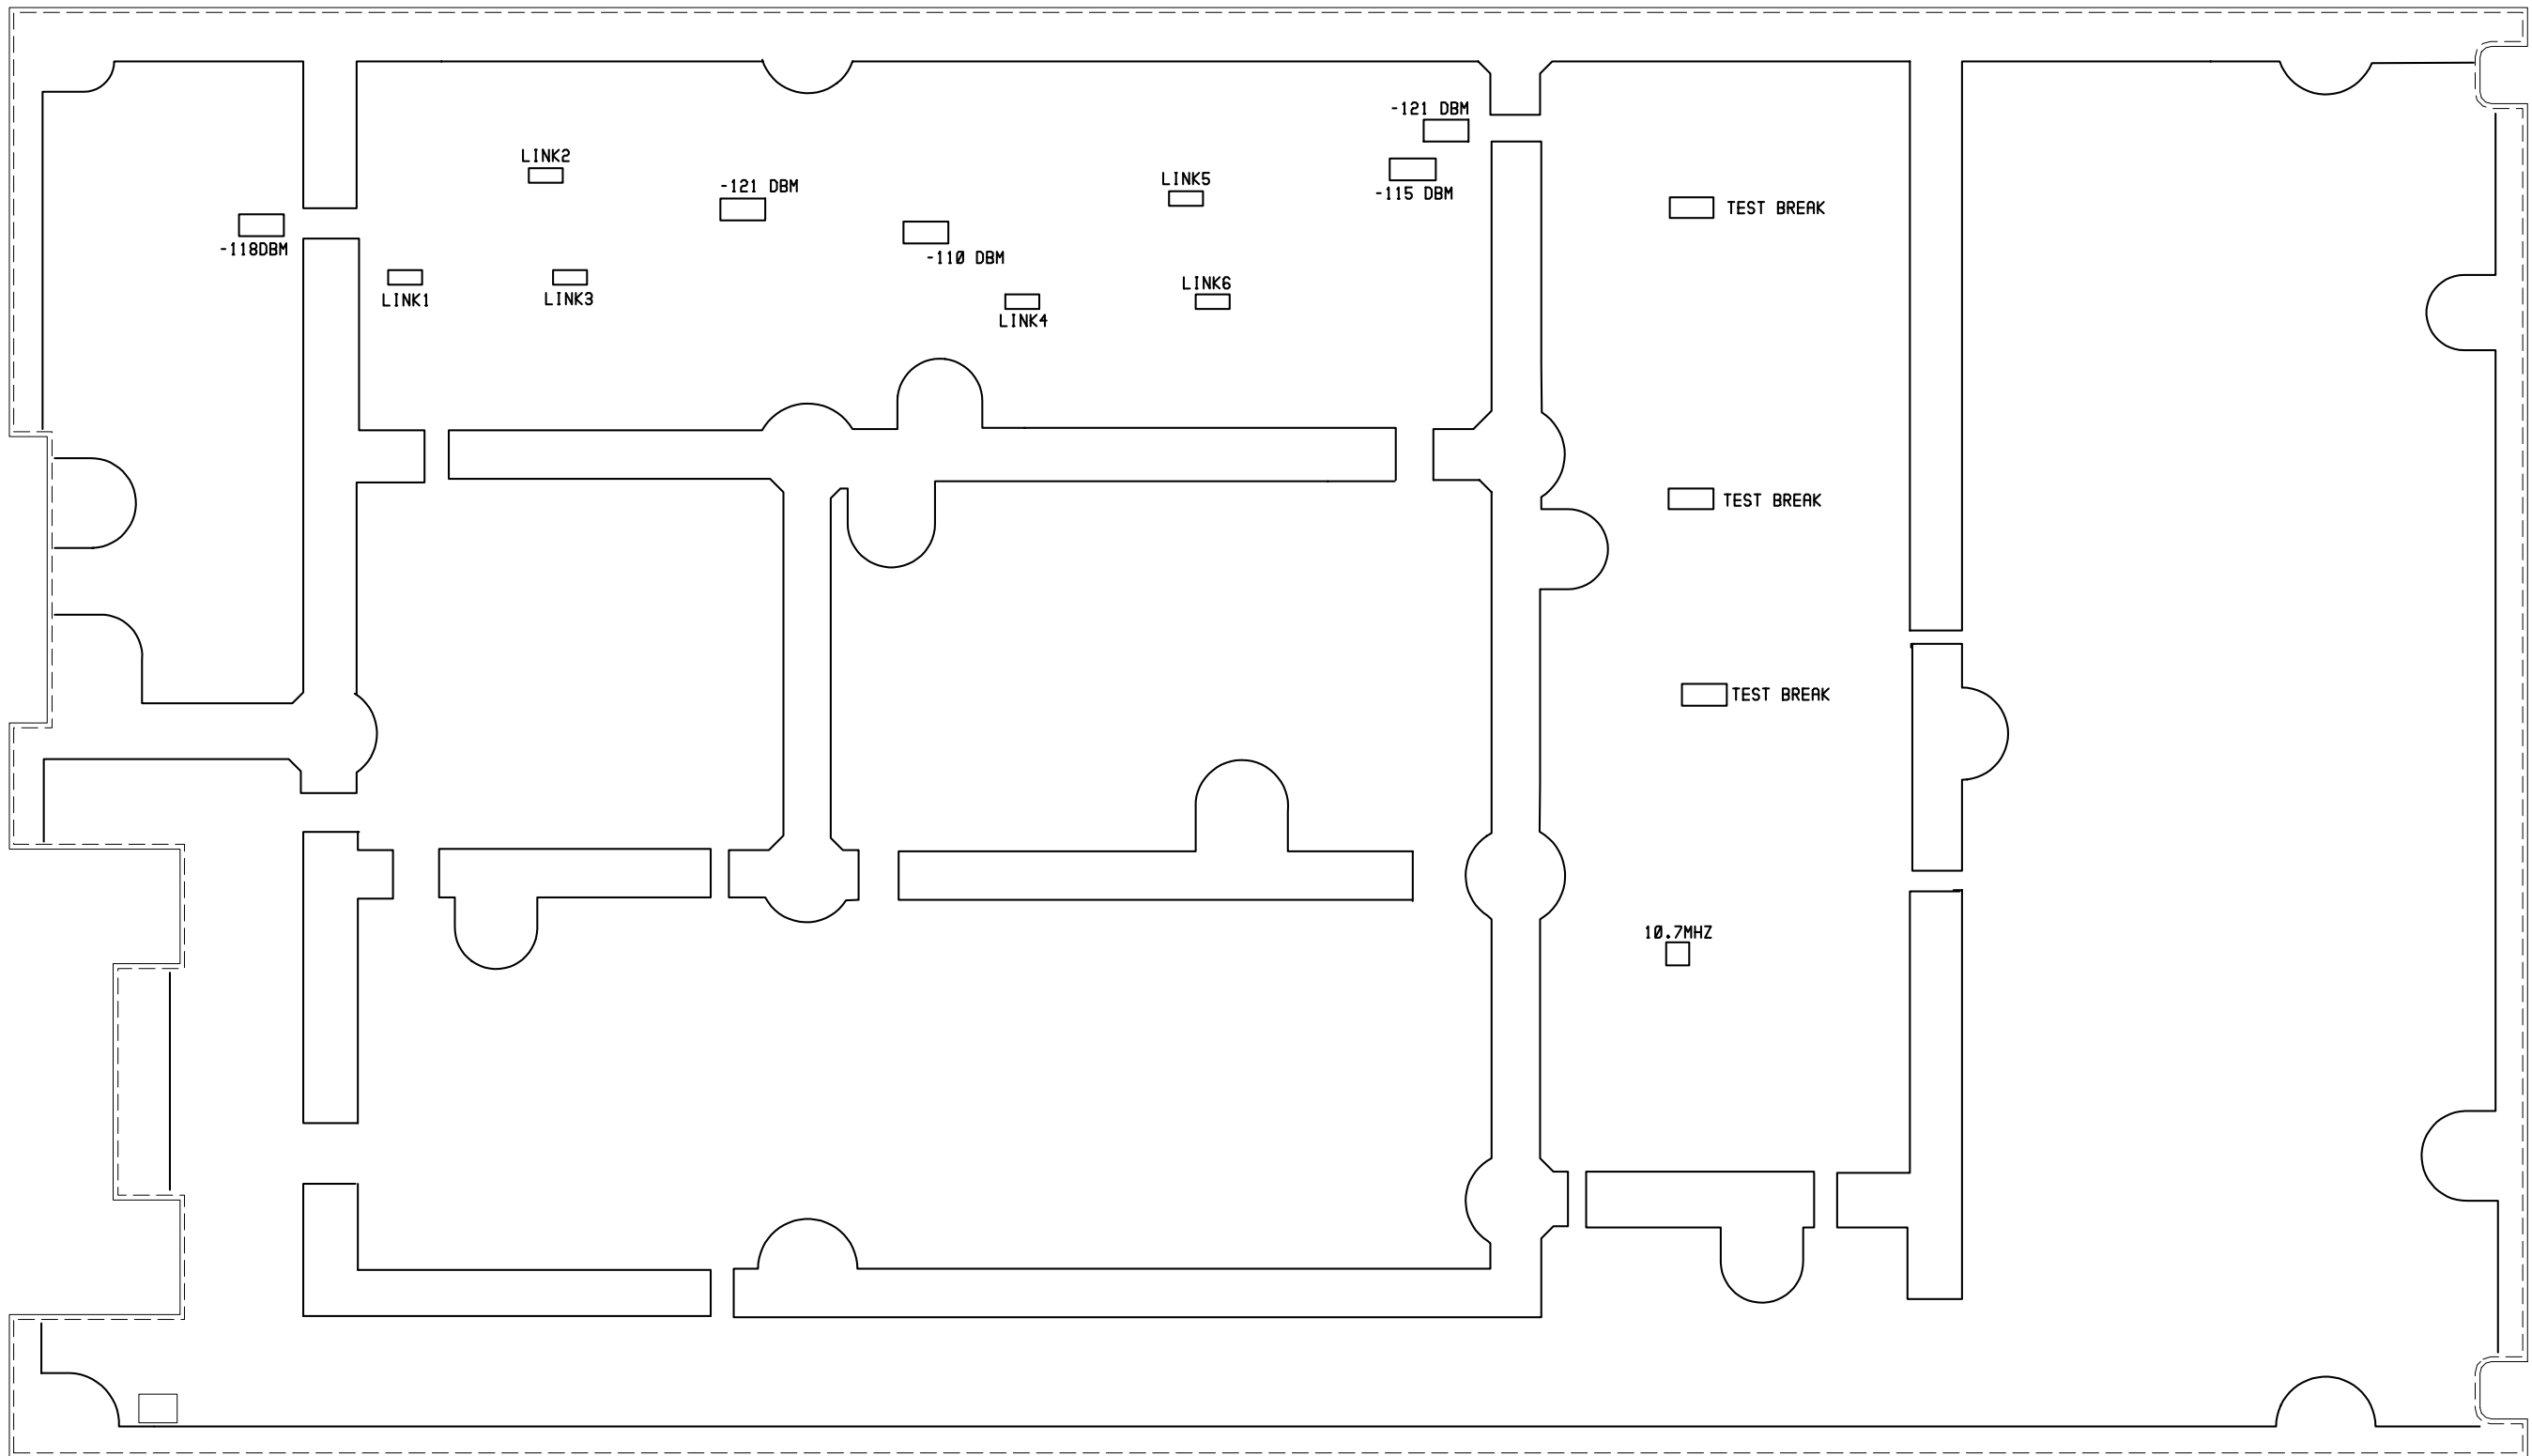 -121 DBM
LINK2
-121 DBM
LINK5
-115 DBM
TEST BREAK
-118DBM
-110 DBM
LINK1
LINK3
LINK6
LINK4
TEST BREAK
TEST BREAK
10.7MHZ